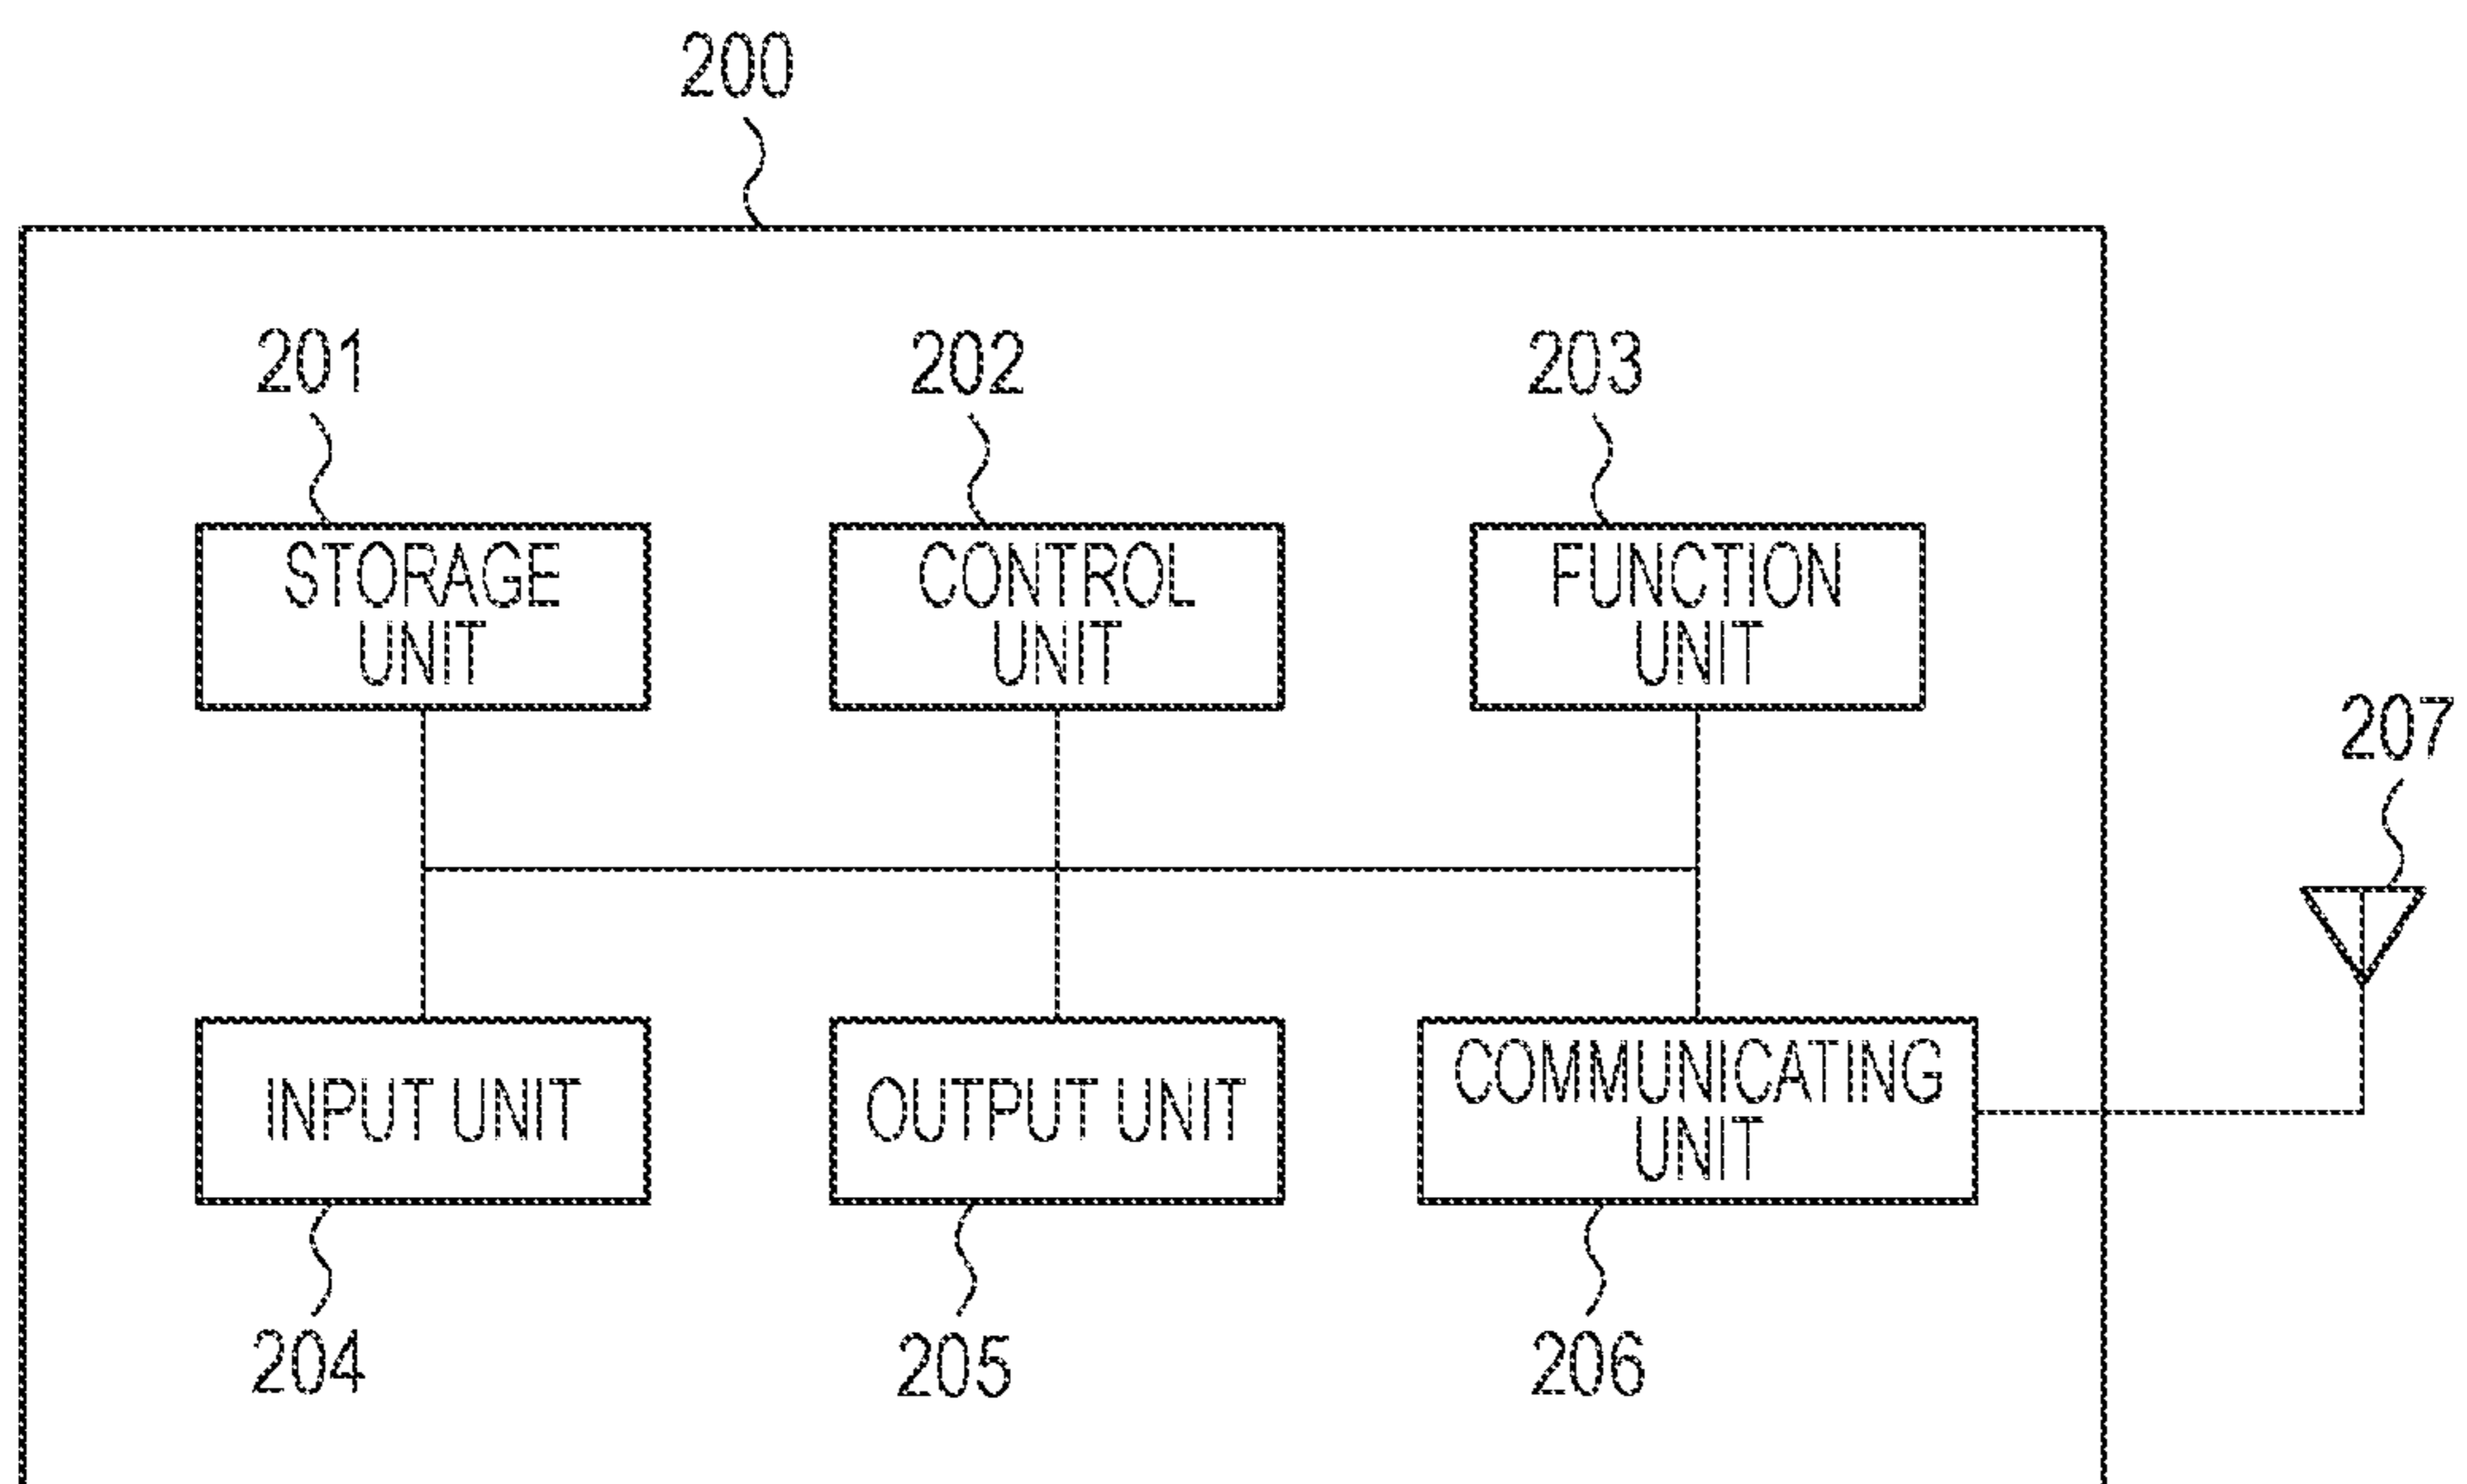 200
201
202
203
STORAGE
UNIT
CONTROL
UNIT
FUNCTION
UNIT
207
INPUT UNIT
OUTPUT UNIT
COMMUNICATING
UNIT
204
205
206